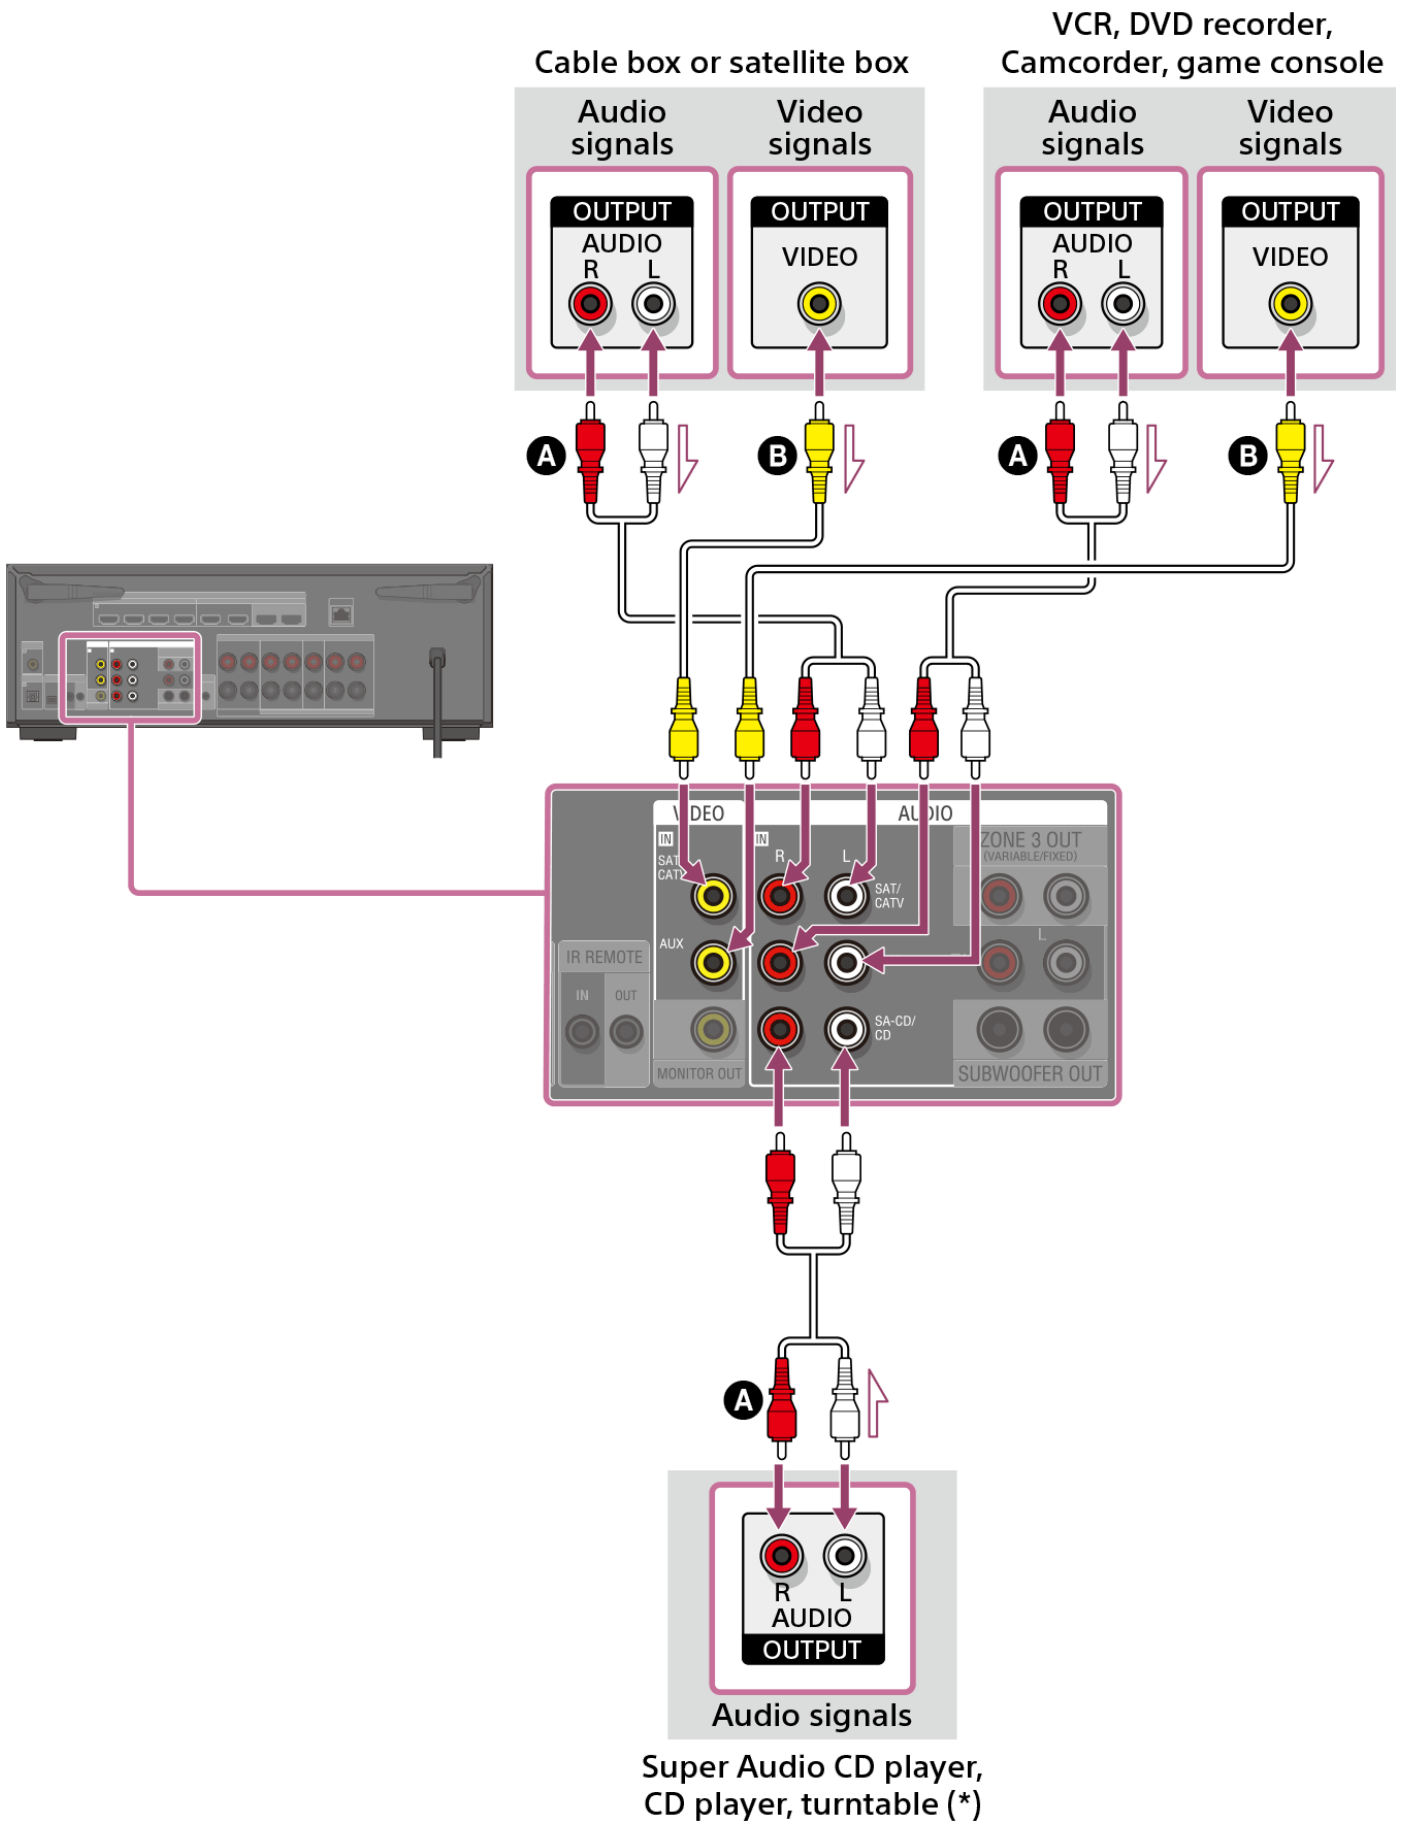 VCR, DVD recorder,
Cable box or satellite box
Camcorder, game console
Audio
signals
Video
signals
Audio
signals
Video
signals
OUTPUT
AUDIO
R L
OUTPUT
VIDEO
OUTPUT
AUDIO
R L
OUTPUT
VIDEO
A
B
A
B
VIDEO
AUDIO
IN
IN
R
L
ZONE 3 OUT
(VARIABLE/FIXED)
SAT/
CATV
AUX
L
IR REMOTE
IN OUT
SA-CD/
CD
MONITOR OUT
SUBWOOFER OUT
A
R L
AUDIO
OUTPUT
Audio signals
Super Audio CD player,
CD player, turntable (*)